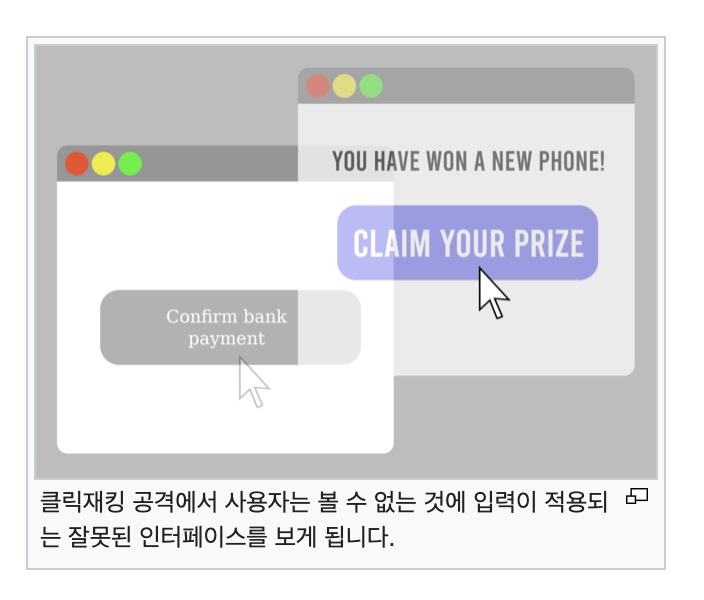 YOU HAVE WON A NEW PHONE!
CLAIM YOUR PRIZE
Confirm bank
payment
클릭재킹 공격에서 사용자는 볼 수 없는 것에 입력이 적용되
는 잘못된 인터페이스를 보게 됩니다.